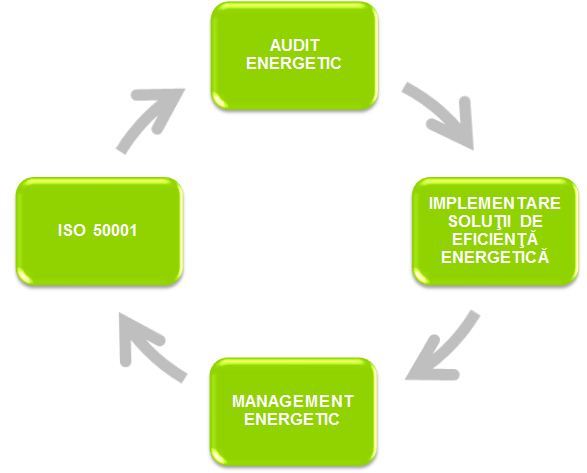 AUDIT
ENERGETIC
IMPLEMENTARE
SOLUŢII DE
EFICIENŢĂ
ENERGETICĂ
ISO 50001
MANAGEMENT
ENERGETIC